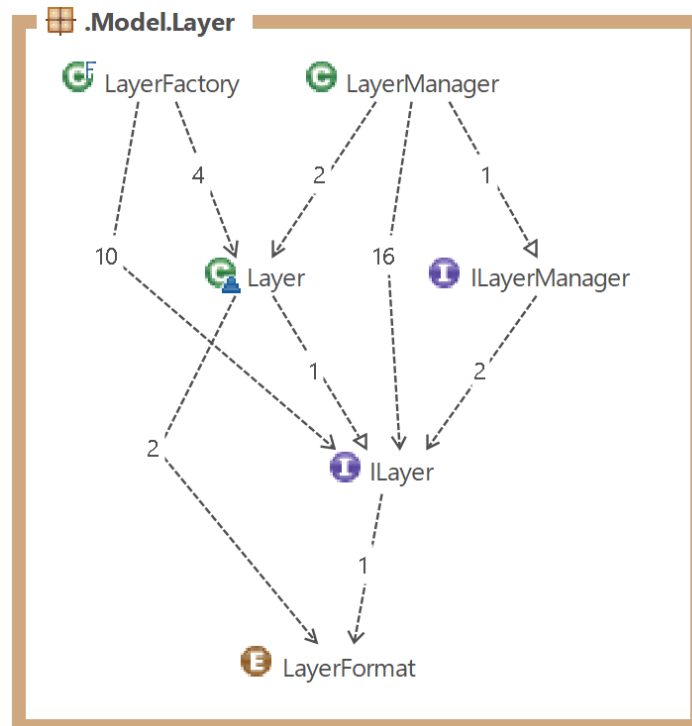 .Model.Layer
C F LayerFactory
C LayerManager
4
2
1
10
16
C Layer
I ILayerManager
1
2
2
I ILayer
1
E LayerFormat